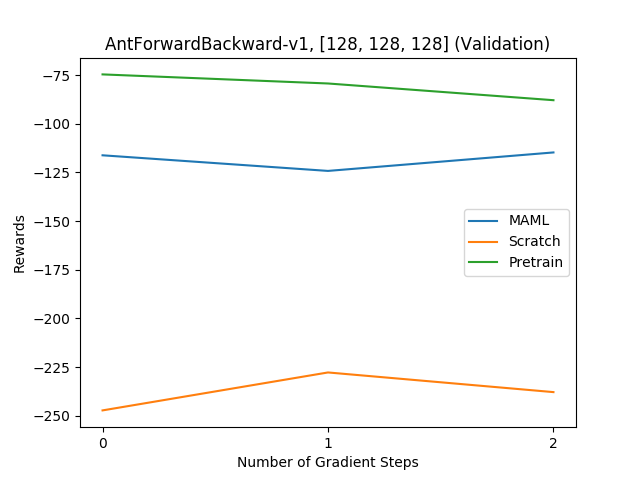 AntForwardBackward-v1, [128, 128, 128] (Validation)
−75
−100
−125
−150
−175
−200
−225
−250
Rewards
MAML
Scratch
Pretrain
0 1 2
Number of Gradient Steps